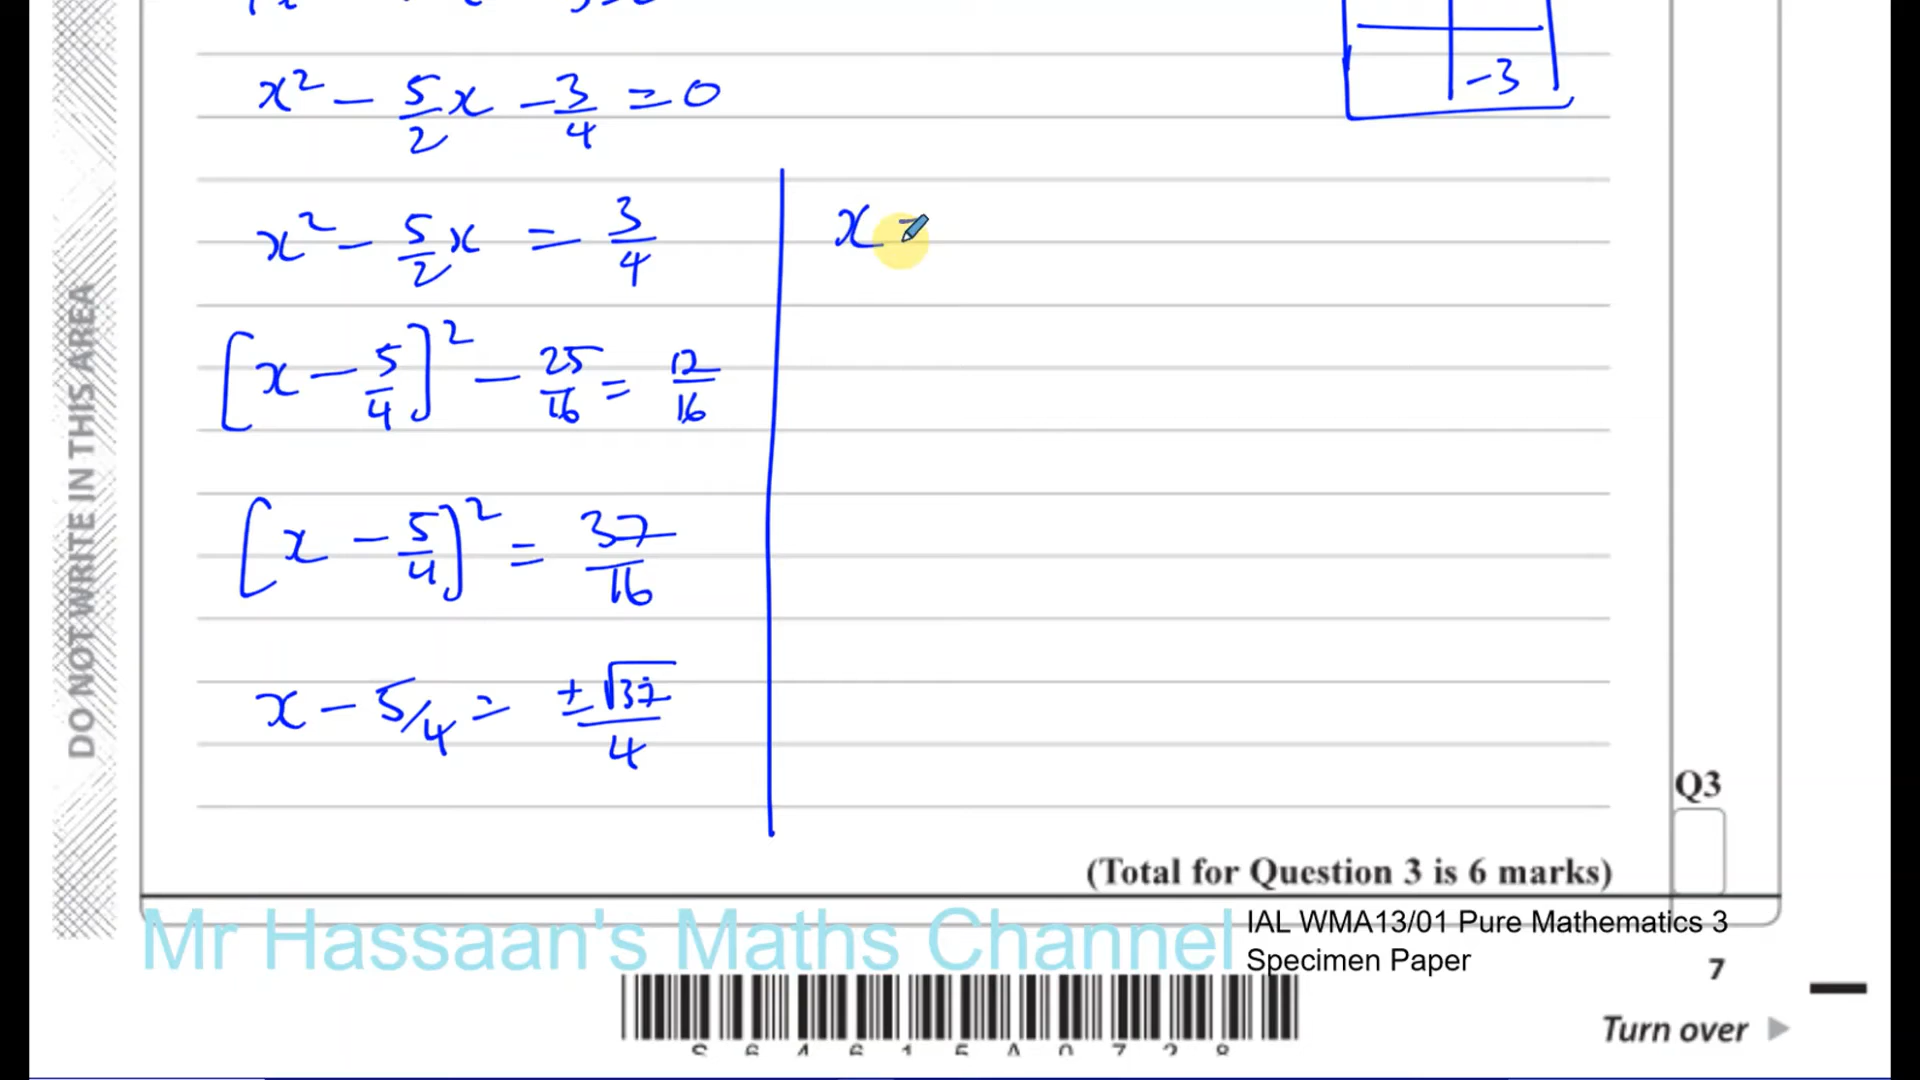 x² - 5/2 x - 3/4 = 0
-3
x² - 5/2 x = 3/4
[x - 5/4]² - 25/16 = 12/16
[x - 5/4]² = 37/16
x - 5/4 = ±√37/4
x
DO NOT WRITE IN THIS AREA
Q3
(Total for Question 3 is 6 marks)
Mr Hassaan's Maths Channel
IAL WMA13/01 Pure Mathematics 3
Specimen Paper
7
S64615A0728
Turn over